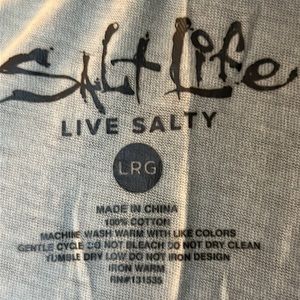 Salt Life
LIVE SALTY
LRG
MADE IN CHINA
100% COTTON
MACHINE WASH WARM WITH LIKE COLORS
GENTLE CYCLE DO NOT BLEACH DO NOT DRY CLEAN
TUMBLE DRY LOW DO NOT IRON DESIGN
IRON WARM
RN#131535